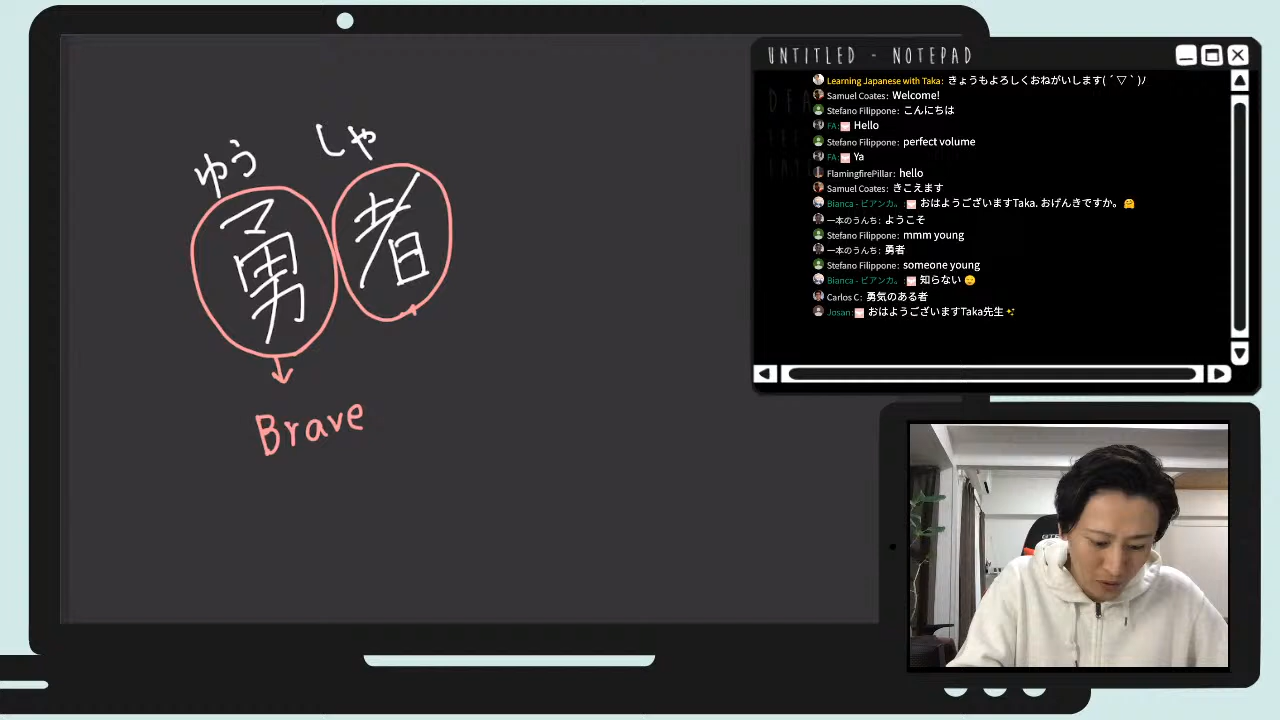 ゆう しゃ
勇者
Brave
UNTITLED - NOTEPAD
Learning Japanese with Taka: きょうもよろしくおねがいします( ´ ▽ ` )ﾉ
Samuel Coates: Welcome!
Stefano Filippone: こんにちは
FA: Hello
Stefano Filippone: perfect volume
FA: Ya
FlamingfirePillar: hello
Samuel Coates: きこえます
Bianca - ビアンカ。: おはようございますTaka. おげんきですか。🤗
一本のうんち: ようこそ
Stefano Filippone: mmm young
一本のうんち: 勇者
Stefano Filippone: someone young
Bianca - ビアンカ。: 知らない
Carlos C: 勇気のある者
Josan: おはようございますTaka先生✨